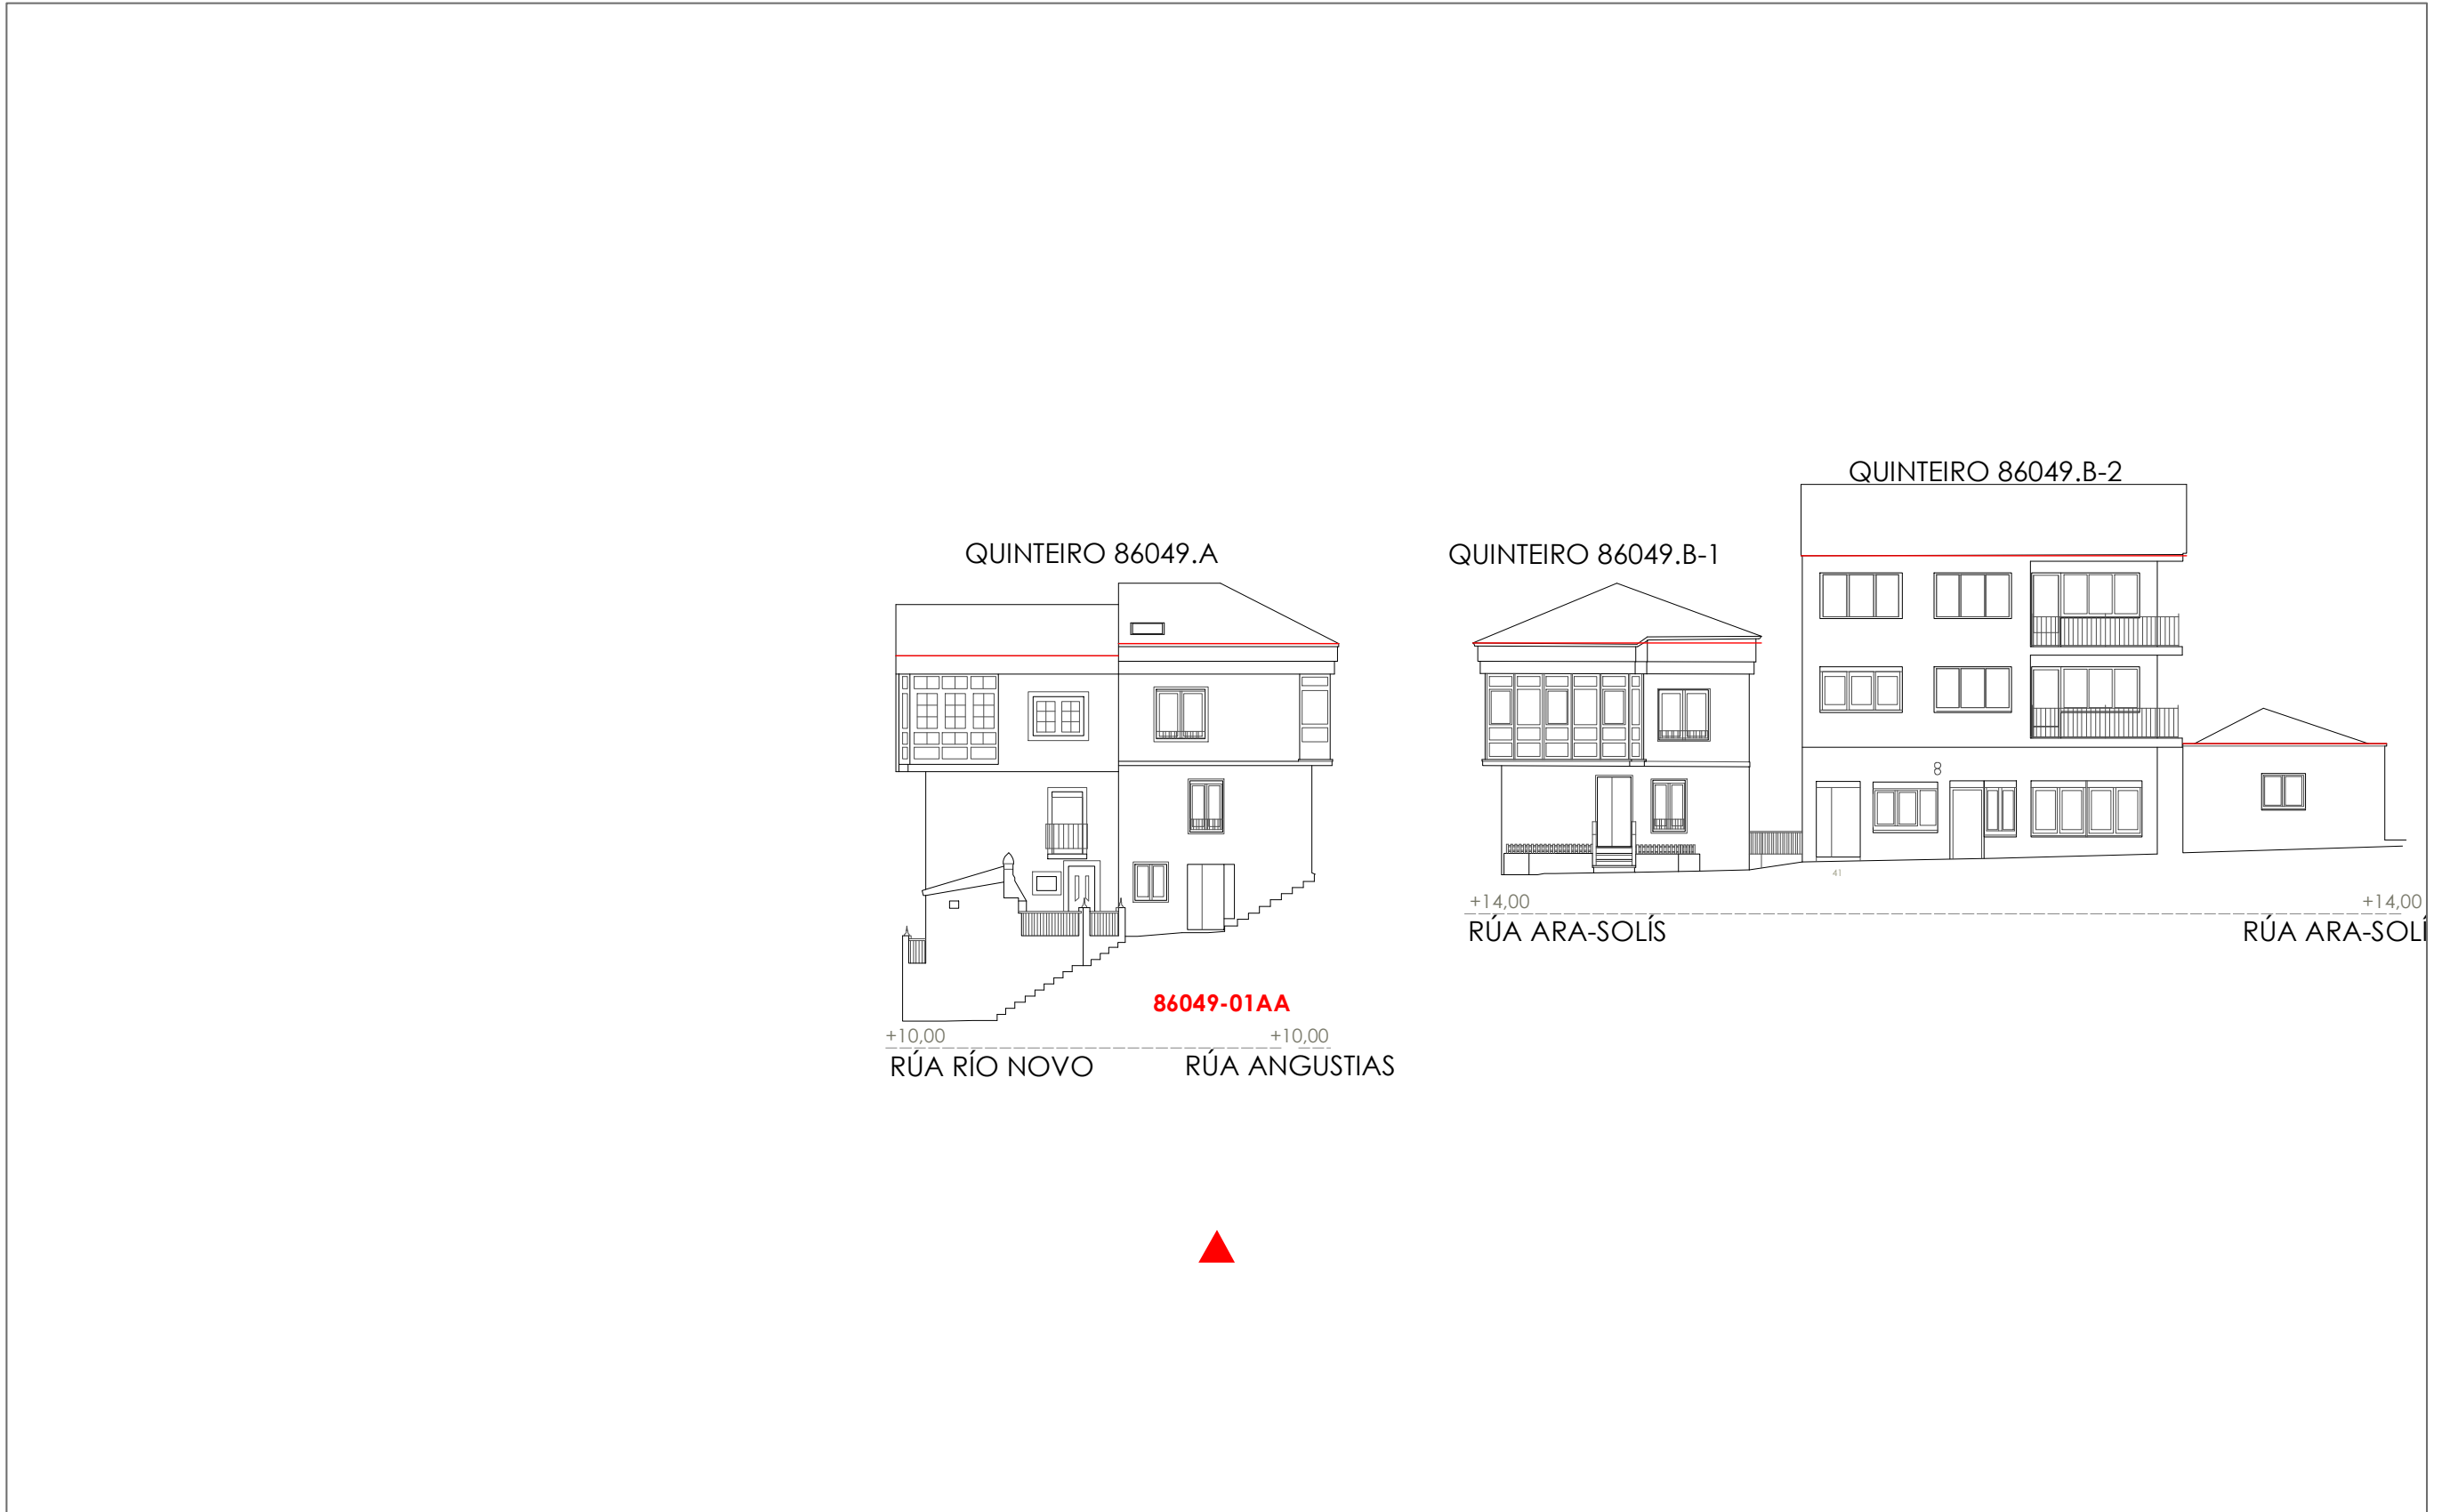 QUINTEIRO 86049.B-2
QUINTEIRO 86049.A
QUINTEIRO 86049.B-1
8
41
+14,00
+14,00
RÚA ARA-SOLÍS
RÚA ARA-SOLÍ
86049-01AA
+10,00
+10,00
RÚA RÍO NOVO
RÚA ANGUSTIAS